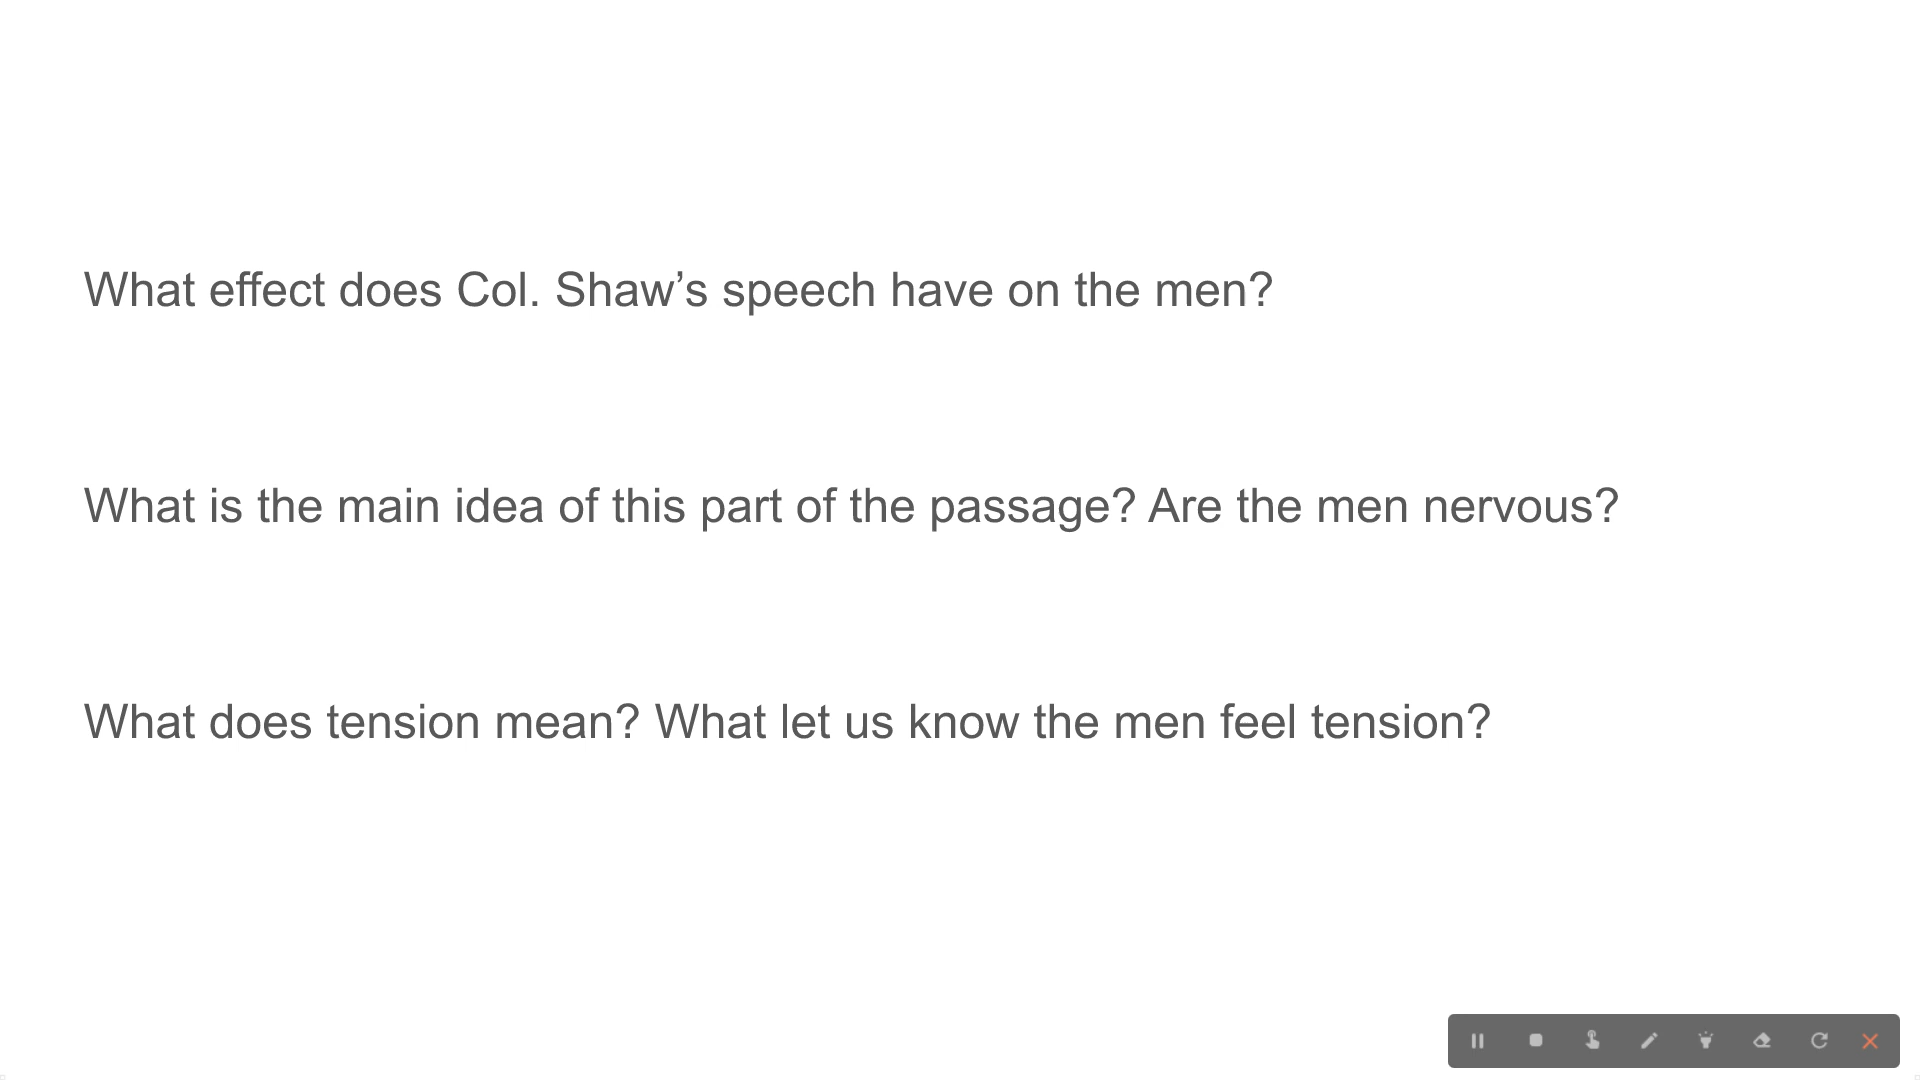 What effect does Col. Shaw’s speech have on the men?
What is the main idea of this part of the passage? Are the men nervous?
What does tension mean? What let us know the men feel tension?